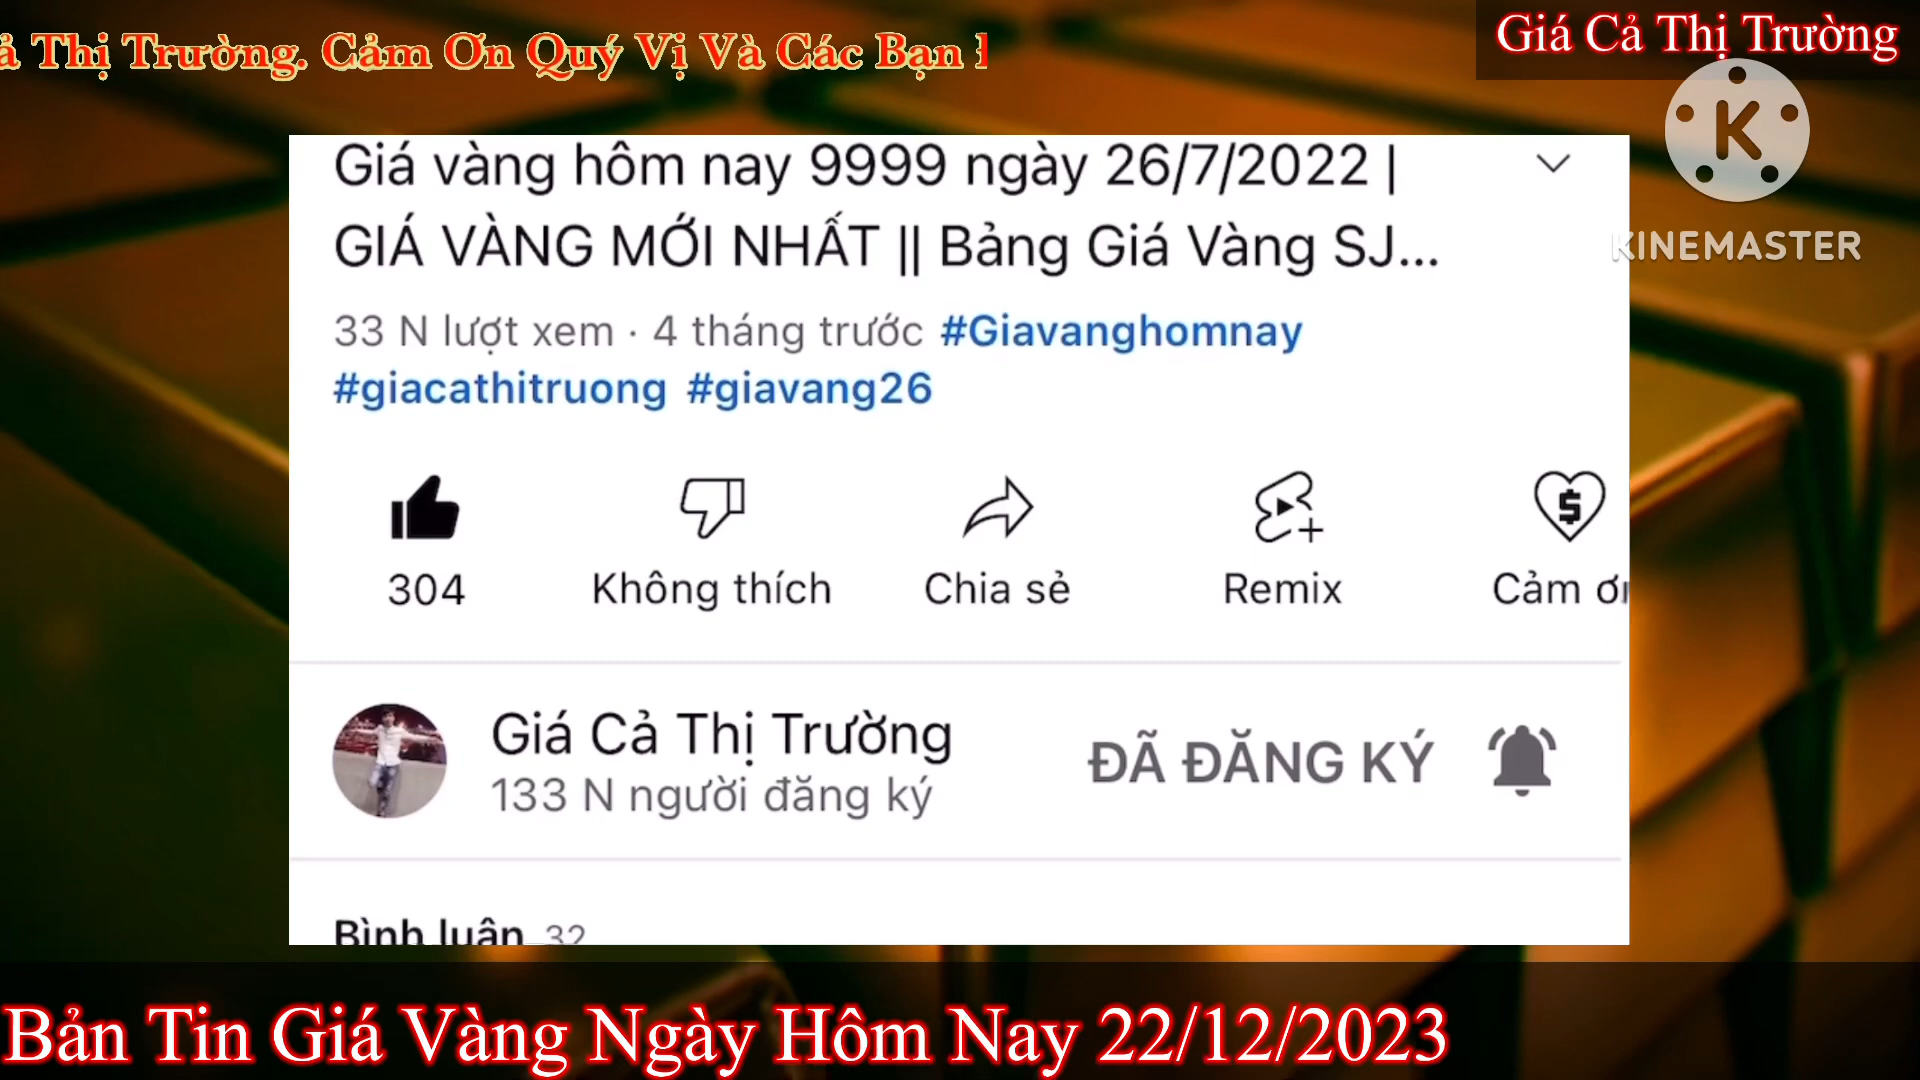 Thị Trường. Cảm Ơn Quý Vị Và Các Bạn
Giá Cả Thị Trường
K
KINEMASTER
Giá vàng hôm nay 9999 ngày 26/7/2022 |
GIÁ VÀNG MỚI NHẤT || Bảng Giá Vàng SJ...
33 N lượt xem · 4 tháng trước #Giavanghomnay
#giacathitruong #giavang26
304 Không thích Chia sẻ Remix Cảm ơn
Giá Cả Thị Trường
ĐÃ ĐĂNG KÝ
133 N người đăng ký
Bình luận 32
Bản Tin Giá Vàng Ngày Hôm Nay 22/12/2023